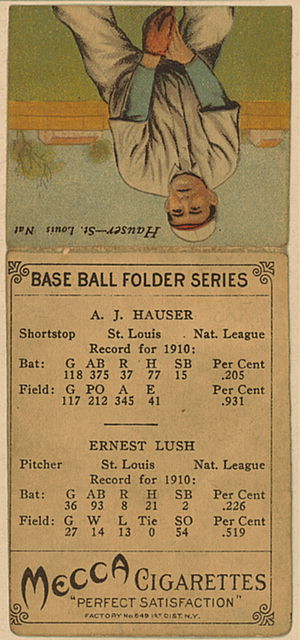 Hauser—St. Louis Nat
BASE BALL FOLDER SERIES
A. J. HAUSER
Shortstop St. Louis Nat. League
Record for 1910:
Bat: G AB R H SB Per Cent
118 375 37 77 15 .205
Field: G PO A E Per Cent
117 212 345 41 .931
ERNEST LUSH
Pitcher St. Louis Nat. League
Record for 1910:
Bat: G AB R H SB Per Cent
36 93 8 21 2 .226
Field: G W L Tie SO Per Cent
27 14 13 0 54 .519
MECCA CIGARETTES
"PERFECT SATISFACTION"
FACTORY No. 649 1ST DIST. N.Y.